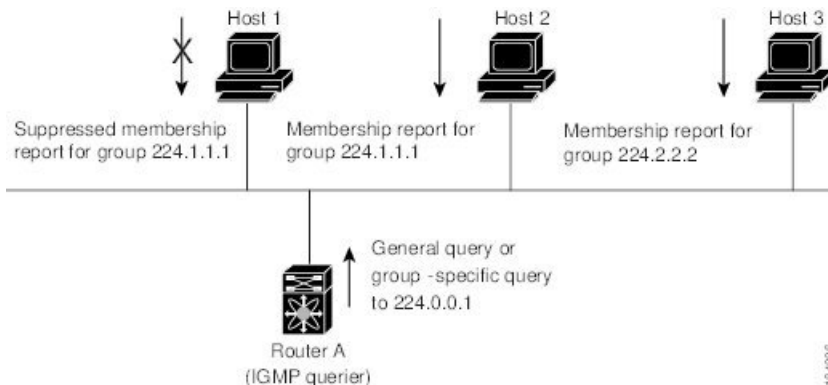 Host 1
Host 2
Host 3
X
Suppressed membership
report for group 224.1.1.1
Membership report for
group 224.1.1.1
Membership report for
group 224.2.2.2
General query or
group -specific query
to 224.0.0.1
Router A
(IGMP querier)